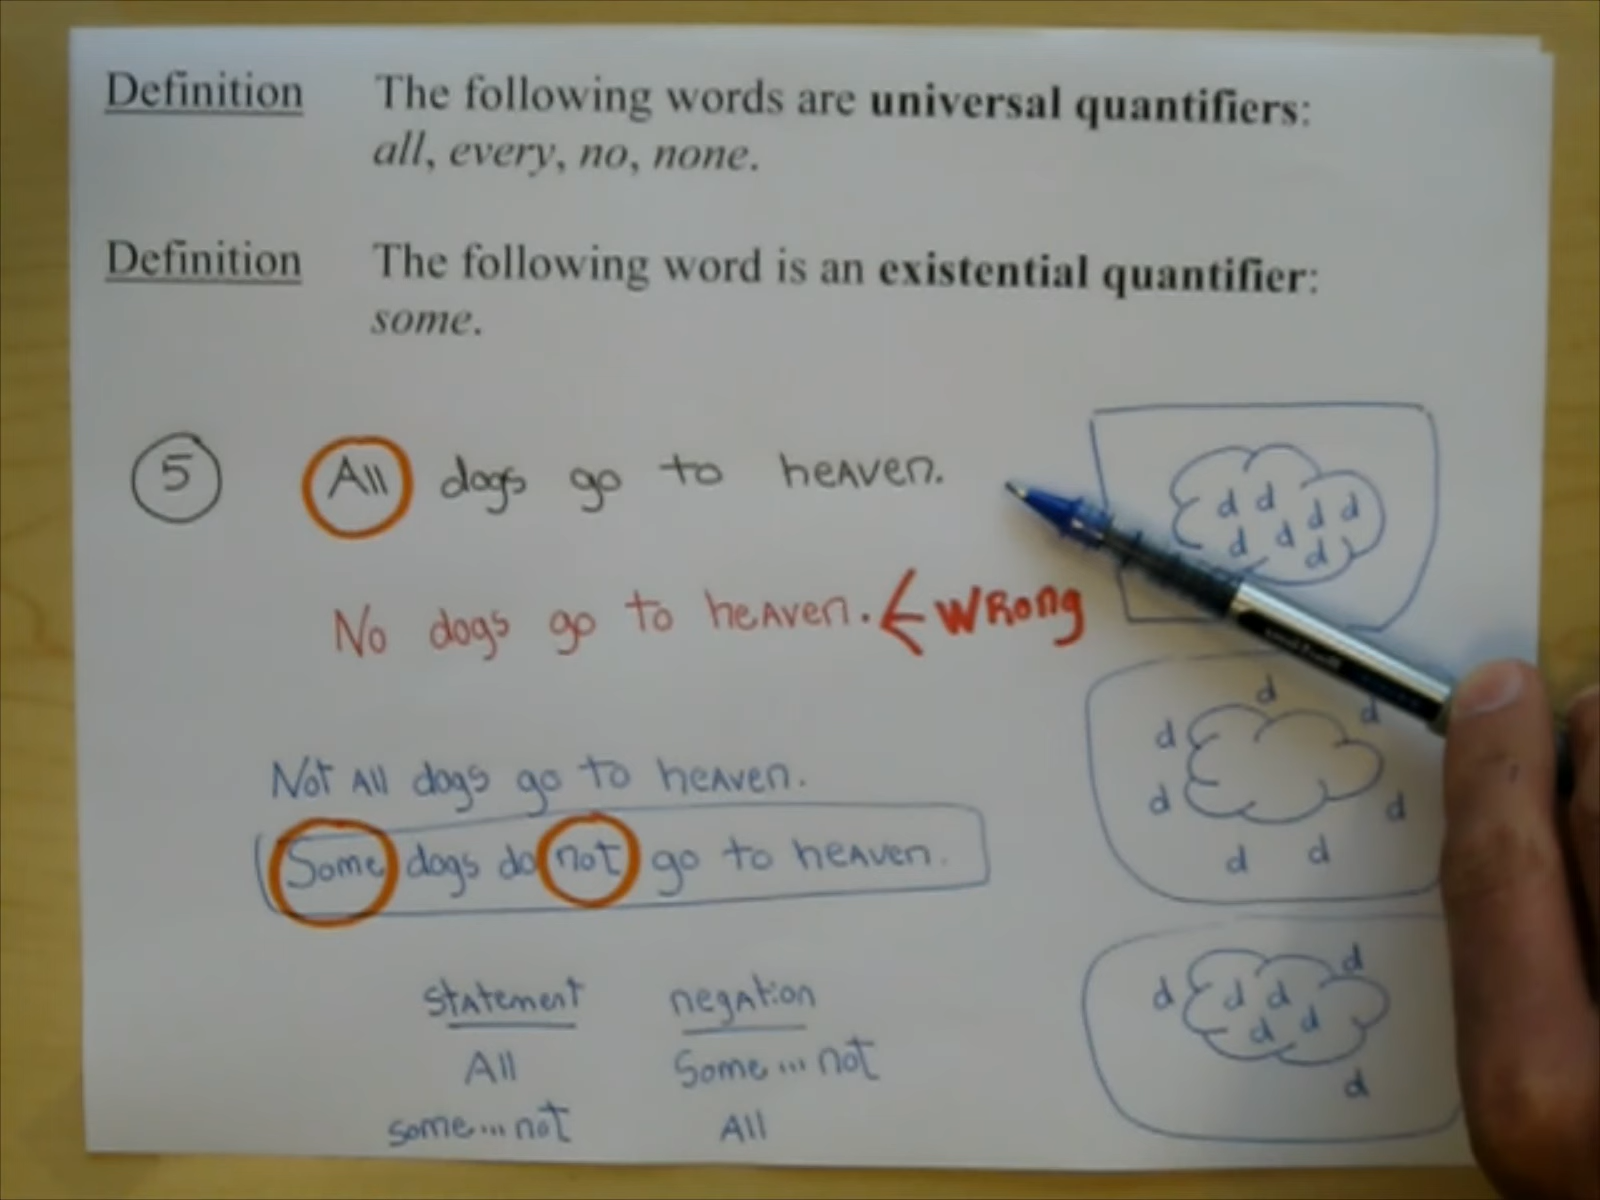 Definition The following words are universal quantifiers:
all, every, no, none.
Definition The following word is an existential quantifier:
some.
5 All dogs go to heaven.
No dogs go to heaven. ← Wrong
Not All dogs go to heaven.
Some dogs do not go to heaven.
statement negation
All Some...not
some...not All
d d d d
d d d
d
d d
d d
d d
d
d d d
d d
d